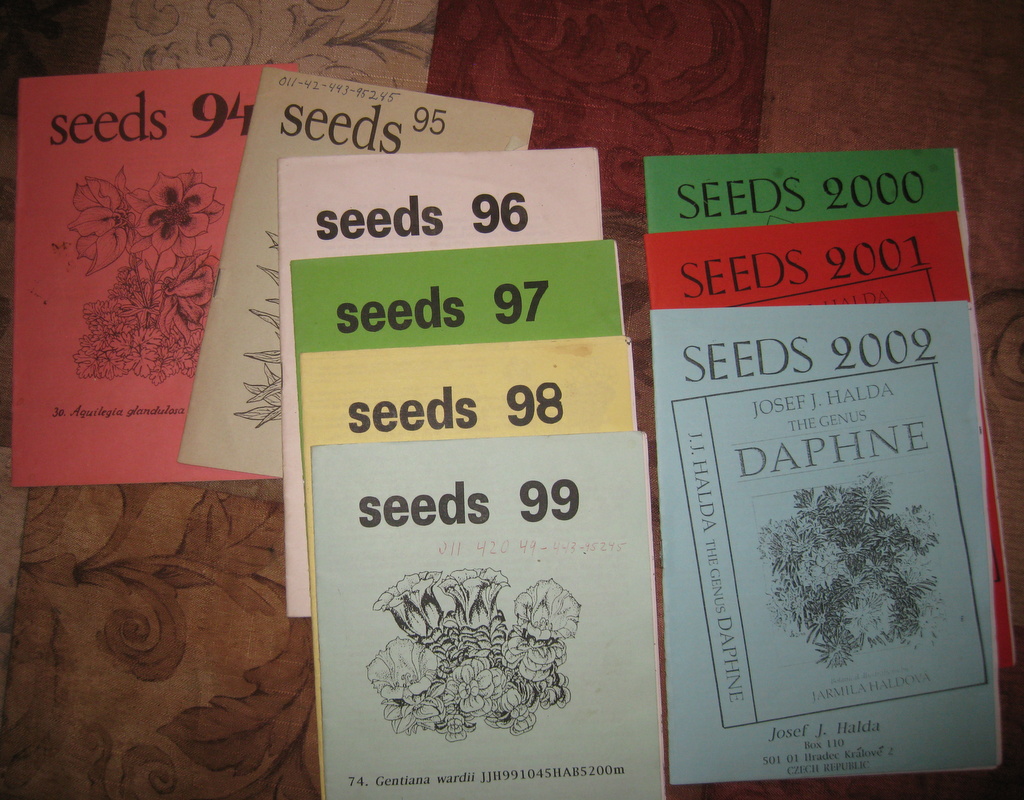 seeds 94
30. Aquilegia glandulosa
011-42-443-95245
seeds 95
seeds 96
seeds 97
seeds 98
seeds 99
011 420 49-443-95245
74. Gentiana wardii JJH991045HAB5200m
SEEDS 2000
SEEDS 2001
HALDA
SEEDS 2002
JOSEF J. HALDA
THE GENUS
DAPHNE
J.J. HALDA THE GENUS DAPHNE
JARMILA HALDOVÁ
Josef J. Halda
Box 110
501 01 Hradec Králové 2
CZECH REPUBLIC